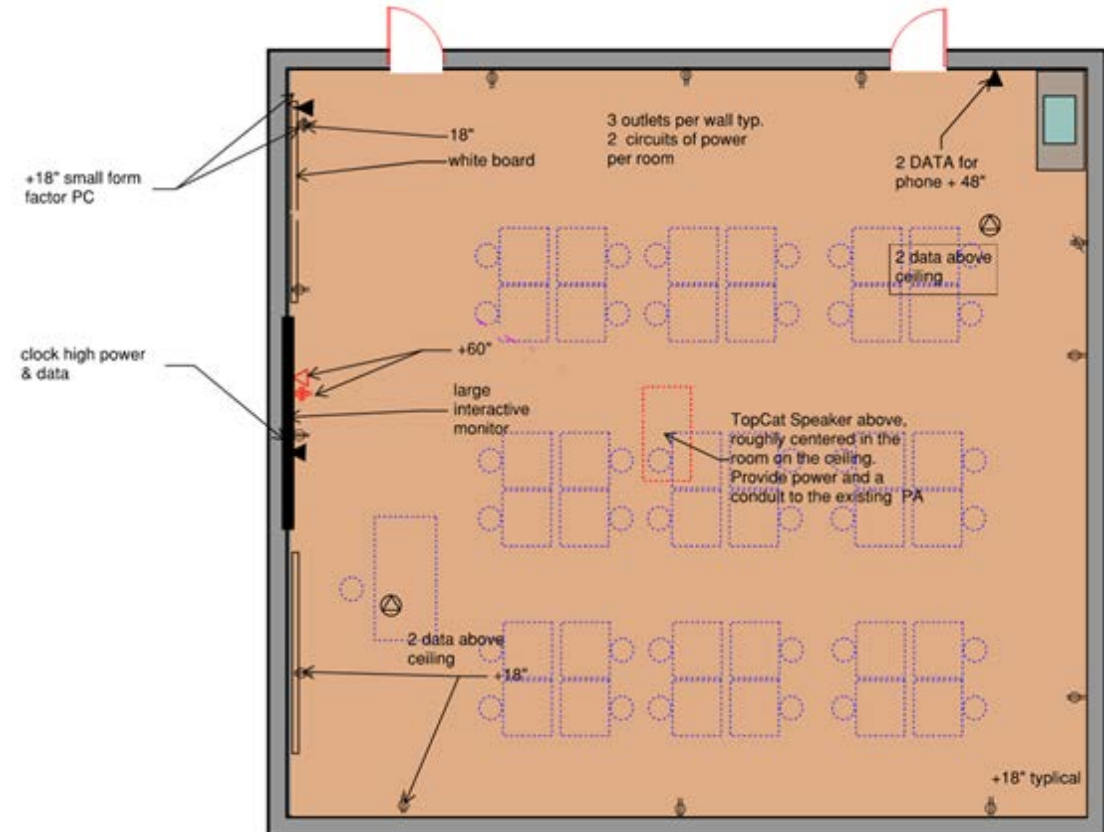 3 outlets per wall typ.
2 circuits of power
per room
18"
white board
+18" small form
factor PC
2 DATA for
phone + 48"
2 data above
ceiling
clock high power
& data
+60"
large
interactive
monitor
TopCat Speaker above,
roughly centered in the
room on the ceiling.
Provide power and a
conduit to the existing PA
2 data above
ceiling
+18"
+18" typlical